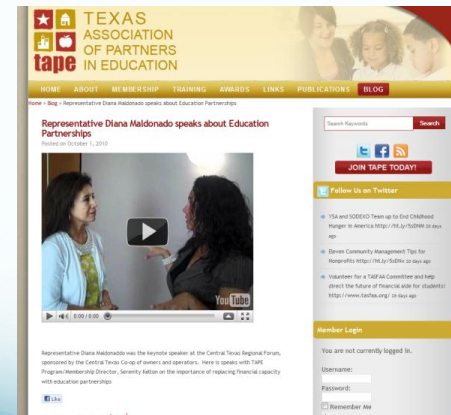 TEXAS
ASSOCIATION
OF PARTNERS
IN EDUCATION
tape
HOME ABOUT MEMBERSHIP TRAINING AWARDS LINKS PUBLICATIONS BLOG
Home > Blog > Representative Diana Maldonado speaks about Education Partnerships
Representative Diana Maldonado speaks about Education
Partnerships
Posted on October 1, 2010
YouTube
0:00 / 0:00
Representative Diana Maldonaddo was the keynote speaker at the Central Texas Regional Forum,
sponsored by the Central Texas Co-op of owners and operators. Here is speaks with TAPE
Program/Membership Director, Serenity Kelton on the importance of replacing financial capacity
with education partnerships
Like
Search Keywords Search
JOIN TAPE TODAY!
Follow Us on Twitter
YSA and SODEXO Team up to End Childhood
Hunger in America
ago
Eleven Community Management Tips for
Nonprofits
Volunteer for a TASFAA Committee and help
direct the future of financial aide for students!
http://www.tasfaa.org/
Member Login
You are not currently logged in.
Username:
Password:
Remember Me